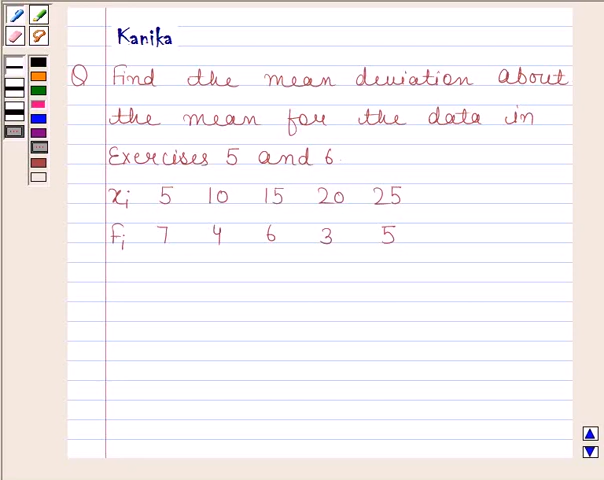 Kanika
Q Find the mean deviation about
the mean for the data in
Exercises 5 and 6.
xi 5 10 15 20 25
fi 7 4 6 3 5